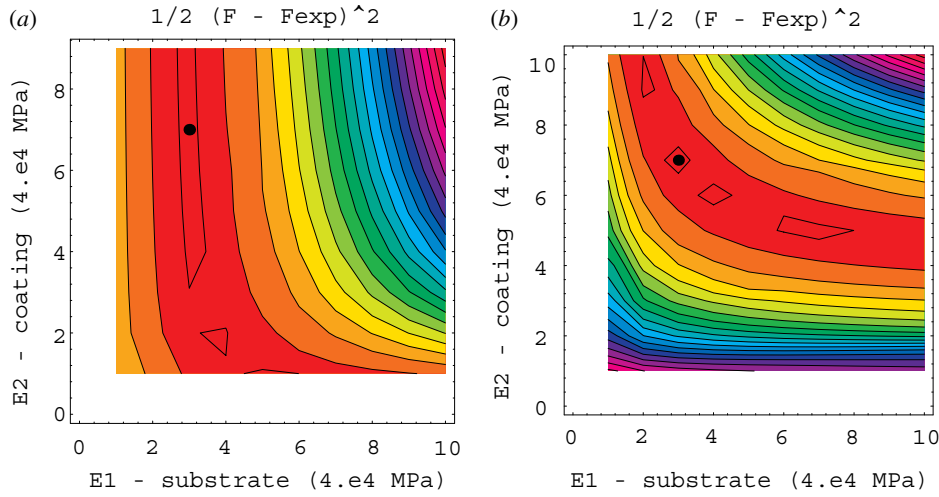 (a) 1/2 (F - Fexp)^2
8
6
4
2
0
0 2 4 6 8 10
E2 - coating (4.e4 MPa)
E1 - substrate (4.e4 MPa)
(b) 1/2 (F - Fexp)^2
10
8
6
4
2
0
0 2 4 6 8 10
E2 - coating (4.e4 MPa)
E1 - substrate (4.e4 MPa)